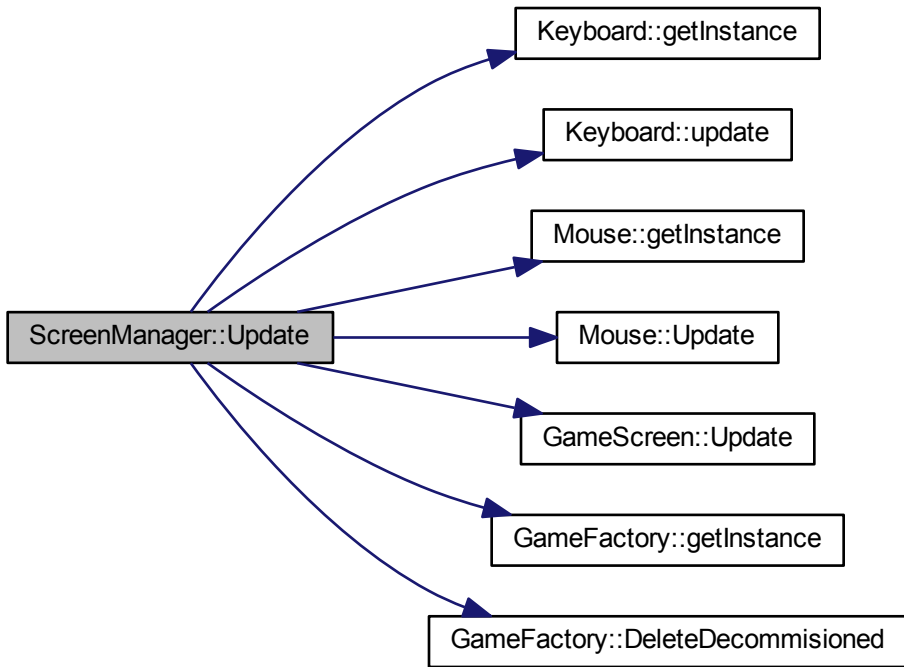 Keyboard::getInstance
Keyboard::update
Mouse::getInstance
ScreenManager::Update
Mouse::Update
GameScreen::Update
GameFactory::getInstance
GameFactory::DeleteDecommisioned